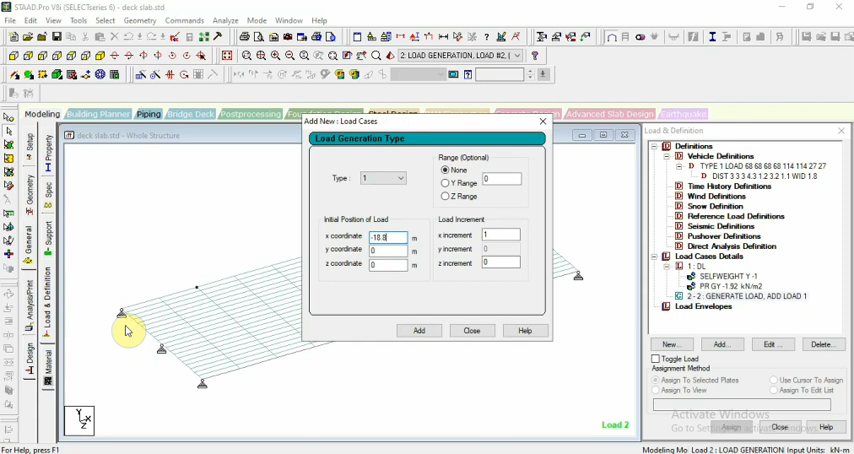 STAAD.Pro V8i (SELECTseries 6) - deck slab.std
File Edit View Tools Select Geometry Commands Analyze Mode Window Help
2: LOAD GENERATION, LOAD #2, (
Modeling Building Planner Piping Bridge Deck Postprocessing Steel Design Advanced Slab Design Earthquake
deck slab.std - Whole Structure
Setup
Geometry
General
Analysis/Print
Design
Property
Spec
Support
Load & Definition
Material
Add New : Load Cases
Load Generation Type
Type : 1
Range (Optional)
None
Y Range 0
Z Range
Initial Position of Load
x coordinate -18.8 m
y coordinate 0 m
z coordinate 0 m
Load Increment
x increment 1
y increment 0
z increment 0
Add Close Help
Load 2
Y
X
Z
Load & Definition
Definitions
Vehicle Definitions
TYPE 1 LOAD 68 68 68 68 114 114 27 27
DIST 3 3 3 4.3 1.2 3.2 1.1 WID 1.8
Time History Definitions
Wind Definitions
Snow Definition
Reference Load Definitions
Seismic Definitions
Pushover Definitions
Direct Analysis Definition
Load Cases Details
1 : DL
SELFWEIGHT Y -1
PR GY -1.92 kN/m2
2 - 2 : GENERATE LOAD, ADD LOAD 1
Load Envelopes
New... Add... Edit... Delete...
Toggle Load
Assignment Method
Assign To Selected Plates Use Cursor To Assign
Assign To View Assign To Edit List
Activate Windows
Assign Close Help
For Help, press F1
Modeling Mo Load 2 : LOAD GENERATION Input Units: kN-m